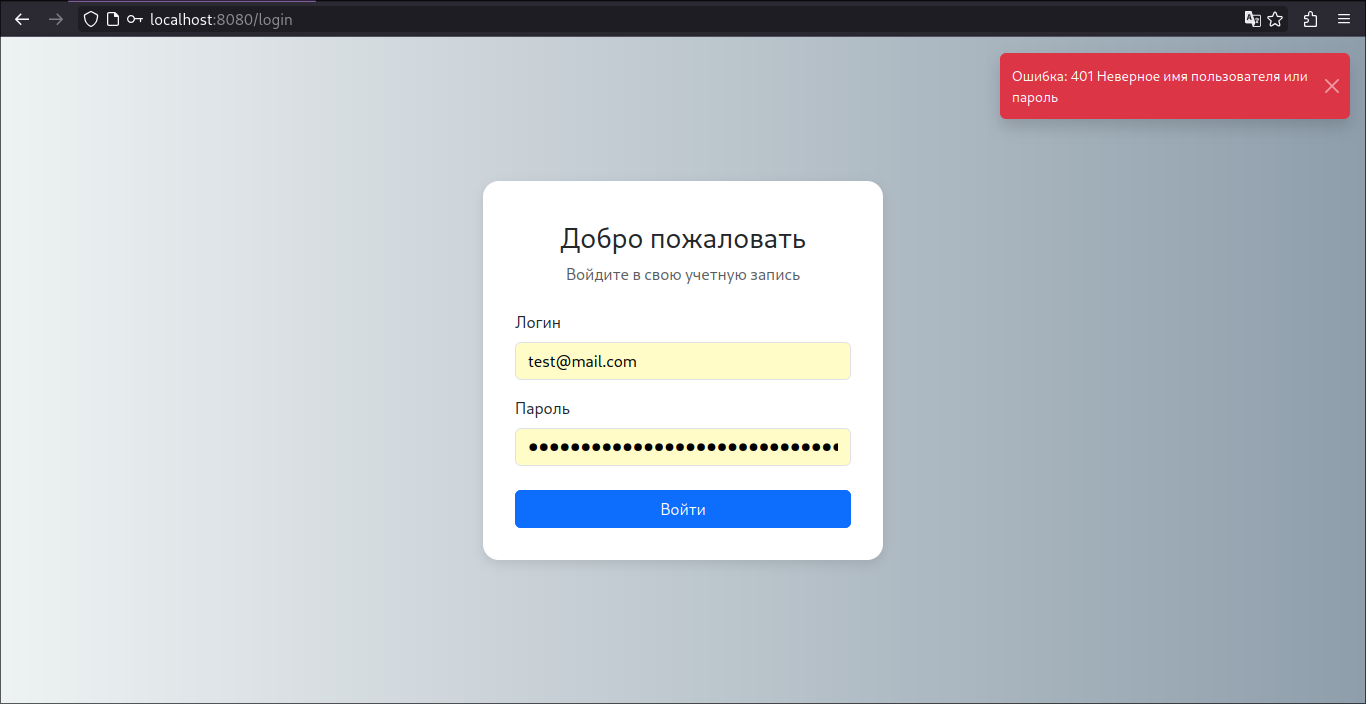 localhost:8080/login
Ошибка: 401 Неверное имя пользователя или
пароль
Добро пожаловать
Войдите в свою учетную запись
Логин
test@mail.com
Пароль
Войти